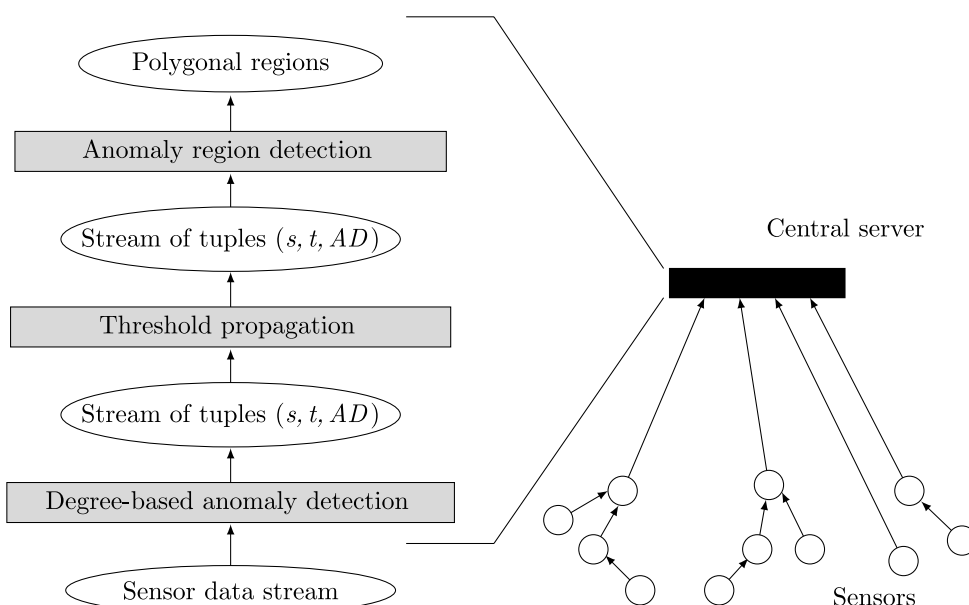 Polygonal regions
Anomaly region detection
Stream of tuples (s, t, AD)
Threshold propagation
Stream of tuples (s, t, AD)
Degree-based anomaly detection
Sensor data stream
Central server
Sensors